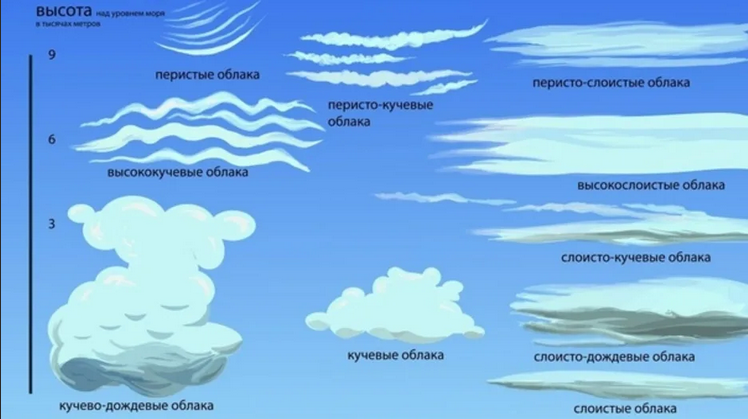 высота над уровнем моря
в тысячах метров
9
перистые облака
перисто-кучевые
облака
перисто-слоистые облака
6
высококучевые облака
высокослоистые облака
3
слоисто-кучевые облака
кучевые облака
слоисто-дождевые облака
кучево-дождевые облака
слоистые облака